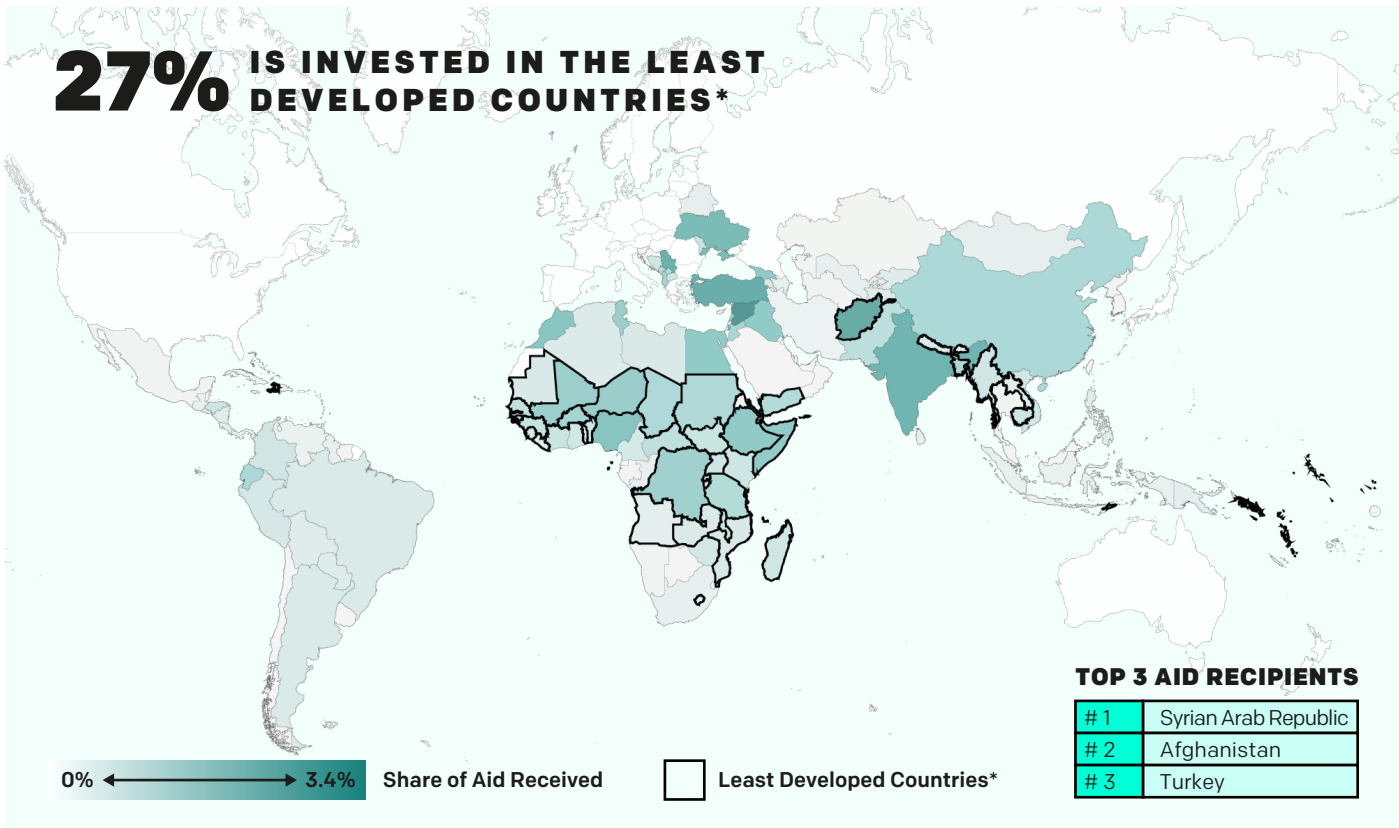 27% IS INVESTED IN THE LEAST
DEVELOPED COUNTRIES*
TOP 3 AID RECIPIENTS
# 1 Syrian Arab Republic
# 2 Afghanistan
# 3 Turkey
0% 3.4% Share of Aid Received
Least Developed Countries*